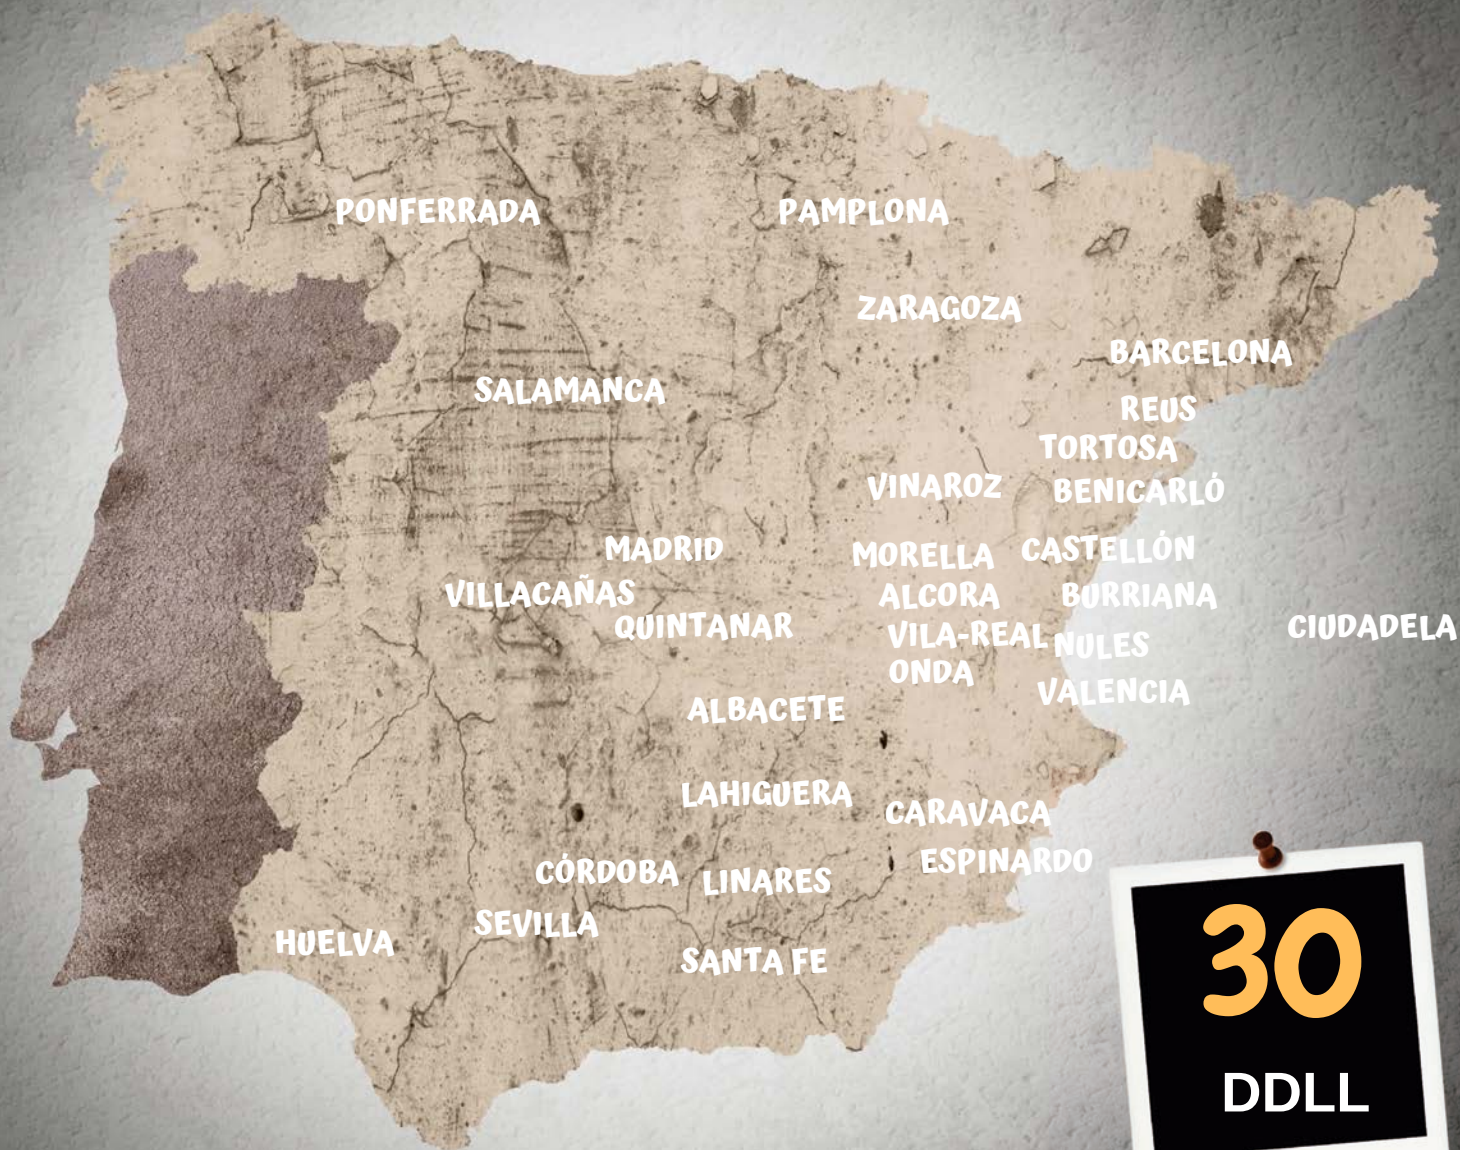 PONFERRADA
PAMPLONA
ZARAGOZA
BARCELONA
SALAMANCA
REUS
TORTOSA
VINAROZ
BENICARLÓ
MADRID
MORELLA
CASTELLÓN
VILLACAÑAS
ALCORA
BURRIANA
QUINTANAR
VILA-REAL
NULES
CIUDADELA
ONDA
VALENCIA
ALBACETE
LAHIGUERA
CARAVACA
ESPINARDO
CÓRDOBA
LINARES
SEVILLA
HUELVA
SANTA FE
30
DDLL